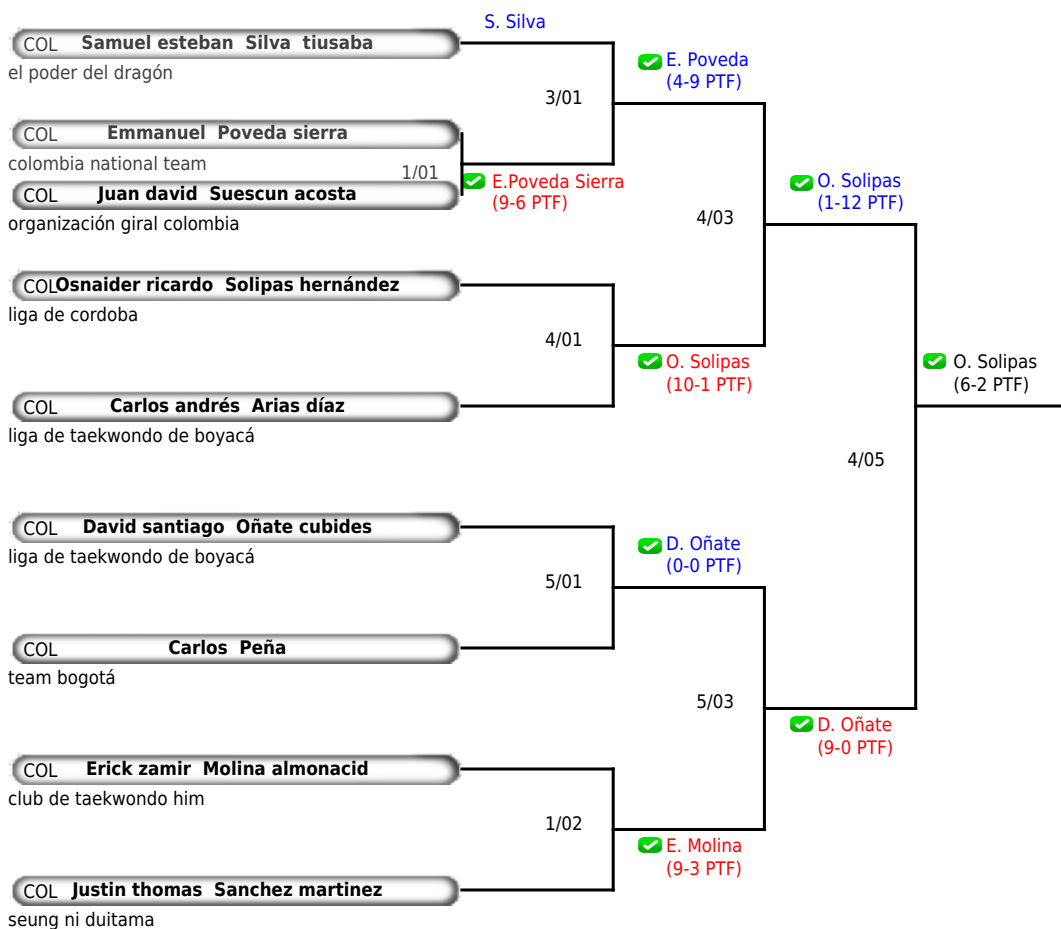 S. Silva
COL Samuel esteban Silva tiusaba
el poder del dragón
E. Poveda
(4-9 PTF)
3/01
COL Emmanuel Poveda sierra
colombia national team
1/01
E.Poveda Sierra
(9-6 PTF)
COL Juan david Suescun acosta
organización giral colombia
O. Solipas
(1-12 PTF)
4/03
COL Osnaider ricardo Solipas hernández
liga de cordoba
4/01
O. Solipas
(10-1 PTF)
O. Solipas
(6-2 PTF)
COL Carlos andrés Arias díaz
liga de taekwondo de boyacá
4/05
COL David santiago Oñate cubides
liga de taekwondo de boyacá
D. Oñate
(0-0 PTF)
5/01
COL Carlos Peña
team bogotá
5/03
D. Oñate
(9-0 PTF)
COL Erick zamir Molina almonacid
club de taekwondo him
1/02
E. Molina
(9-3 PTF)
COL Justin thomas Sanchez martinez
seung ni duitama